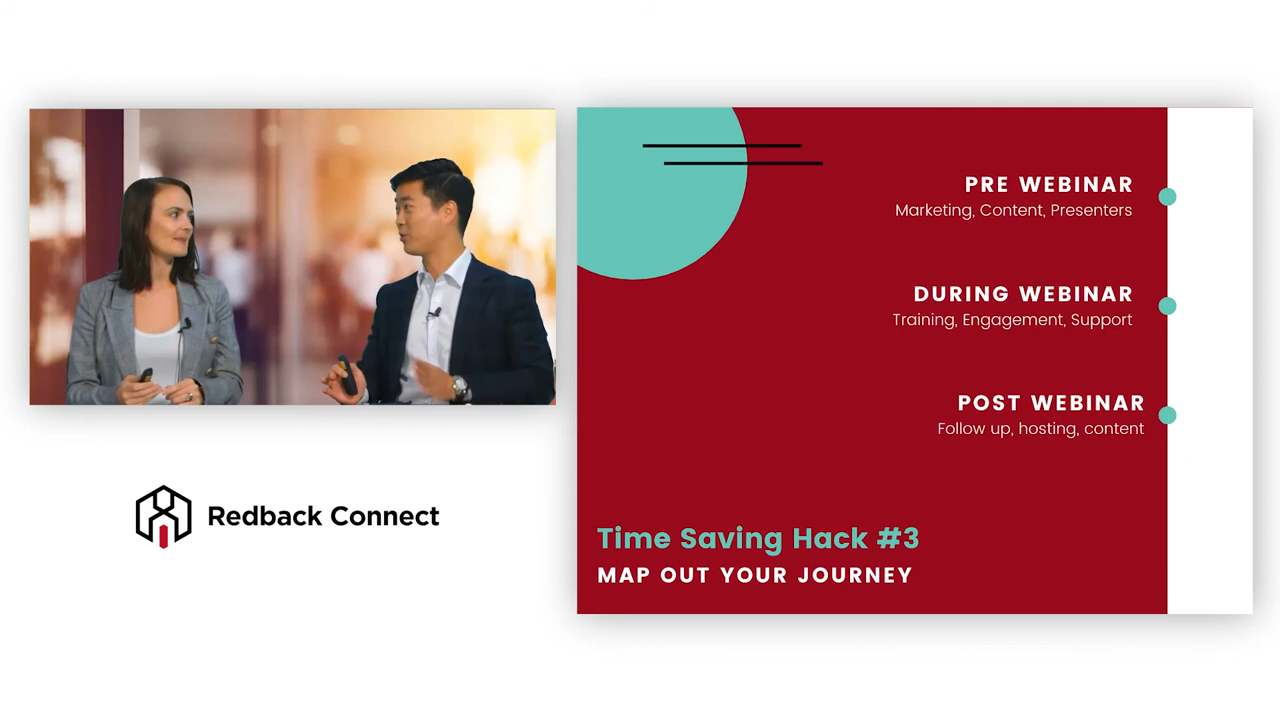 PRE WEBINAR
Marketing, Content, Presenters
DURING WEBINAR
Training, Engagement, Support
POST WEBINAR
Follow up, hosting, content
Time Saving Hack #3
MAP OUT YOUR JOURNEY
Redback Connect